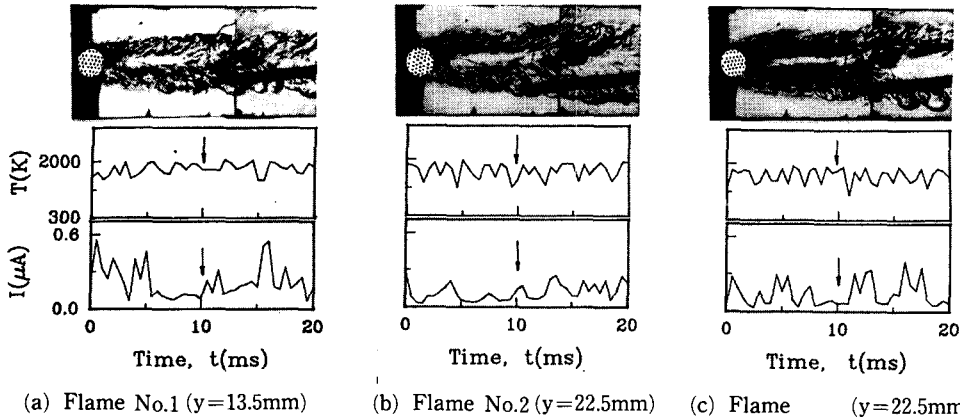 T(K)
2000
300
I(μA)
0.6
0.0
0 10 20
0 10 20
0 10 20
Time, t(ms)
Time, t(ms)
Time, t(ms)
(a) Flame No.1 (y=13.5mm)
(b) Flame No.2 (y=22.5mm)
(c) Flame (y=22.5mm